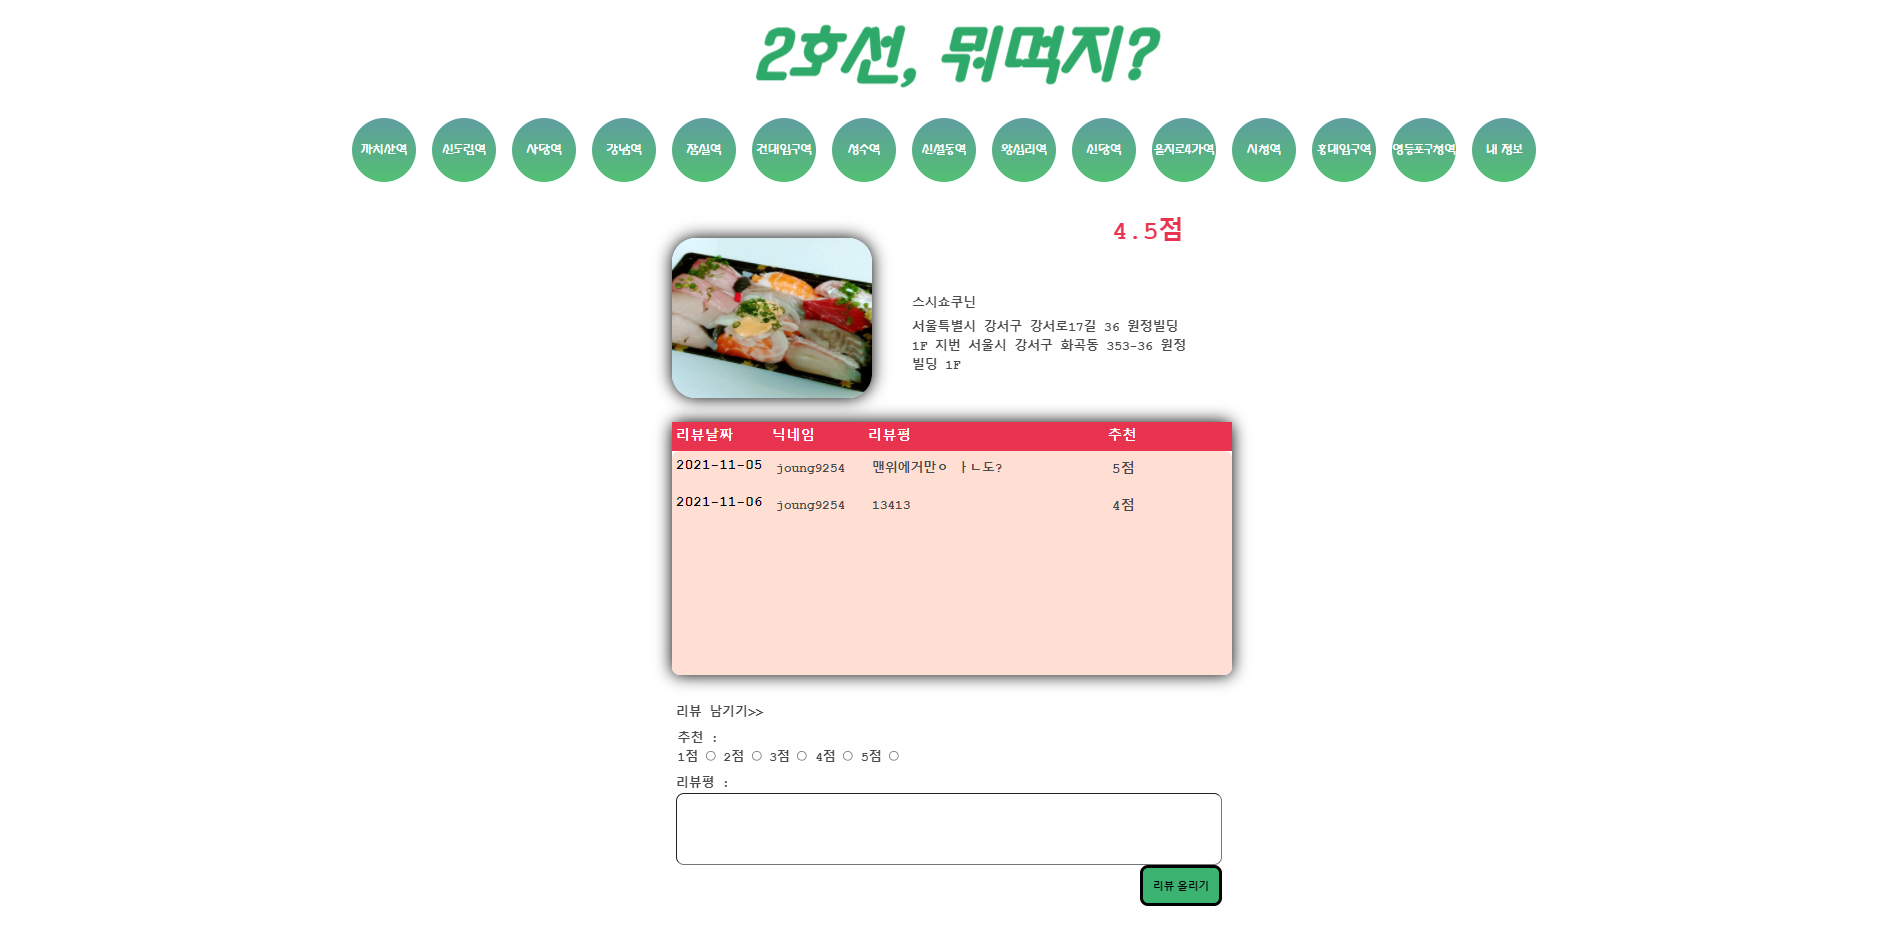 2호선, 뭐먹지?
까치산역 신도림역 사당역 강남역 잠실역 건대입구역 성수역 신설동역 왕십리역 신당역 을지로4가역 시청역 홍대입구역 영등포구청역 내 정보
4.5점
스시쇼쿠닌
서울특별시 강서구 강서로17길 36 원정빌딩
1F 지번 서울시 강서구 화곡동 353-36 원정
빌딩 1F
리뷰날짜 닉네임 리뷰평 추천
2021-11-05 joung9254 맨위에거만ㅇ ㅏㄴ도? 5점
2021-11-06 joung9254 13413 4점
리뷰 남기기>>
추천 :
1점 2점 3점 4점 5점
리뷰평 :
리뷰 올리기